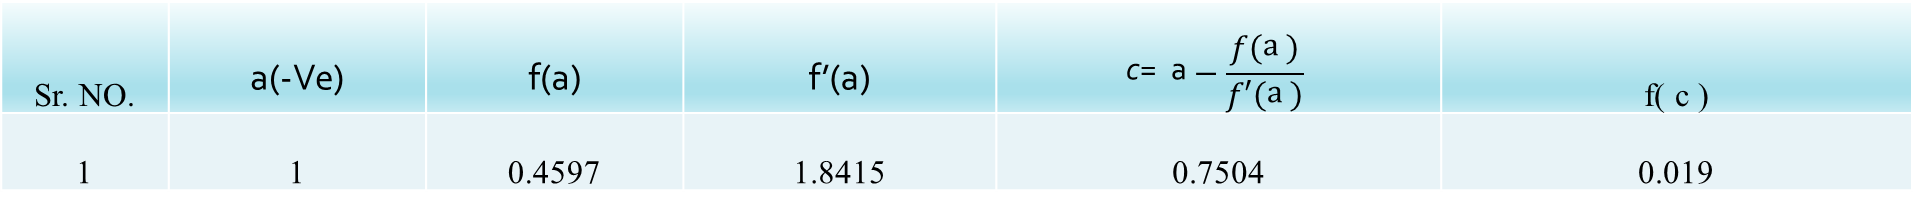 Sr. NO. a(-Ve) f(a) f′(a) c= a − f(a)/f′(a) f( c )
1 1 0.4597 1.8415 0.7504 0.019